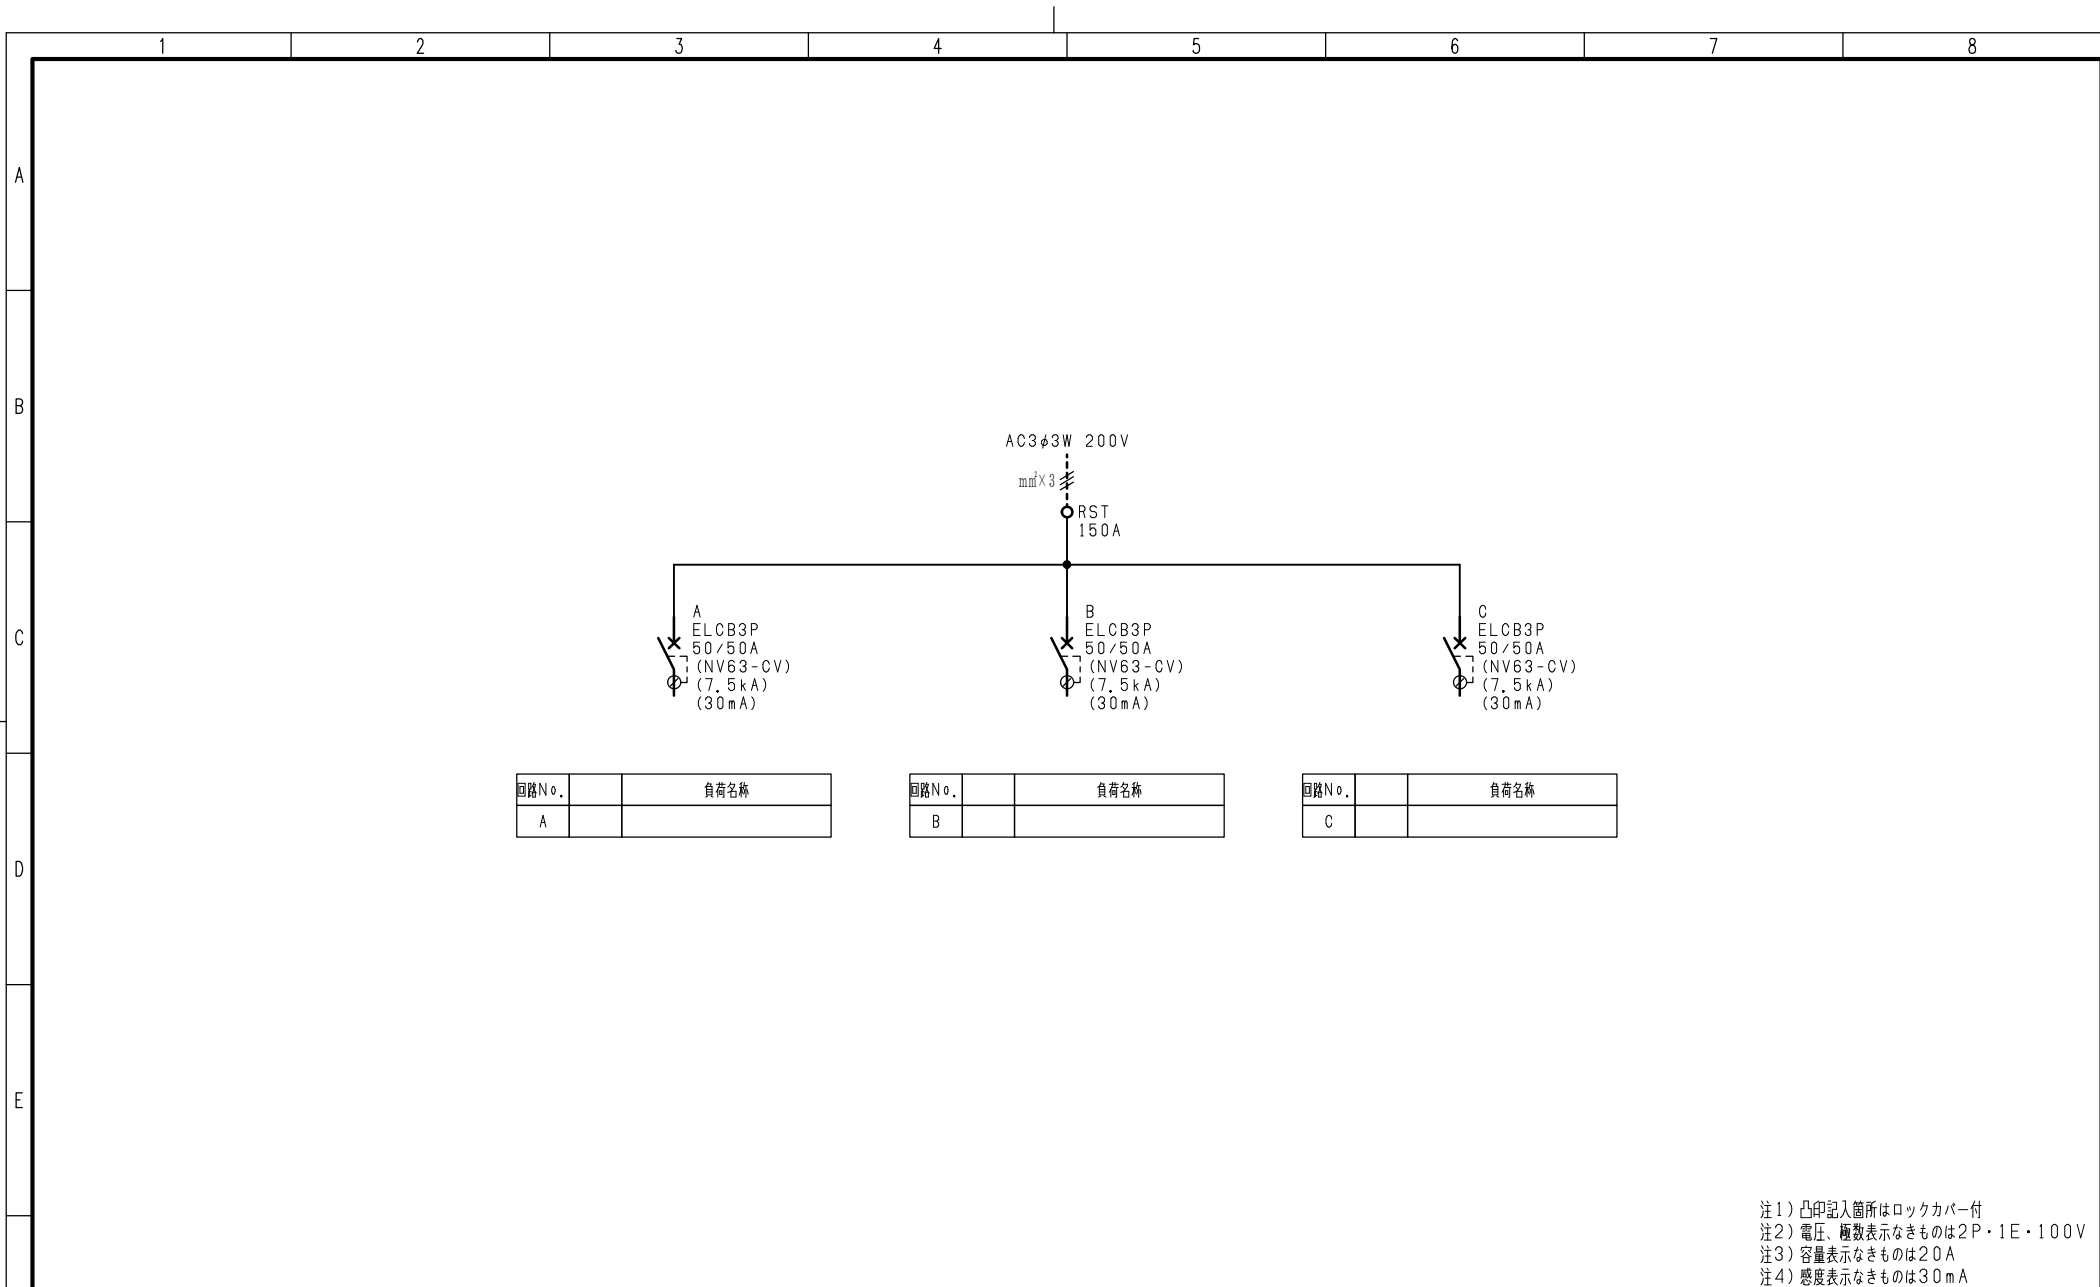 1 2 3 4 5 6 7 8
A
B
AC3φ3W 200V
mm²×3
RST
150A
C
A
ELCB3P
50/50A
(NV63-CV)
(7.5kA)
(30mA)
B
ELCB3P
50/50A
(NV63-CV)
(7.5kA)
(30mA)
C
ELCB3P
50/50A
(NV63-CV)
(7.5kA)
(30mA)
回路No. 負荷名称
A
回路No. 負荷名称
B
回路No. 負荷名称
C
D
E
注1)凸印記入箇所はロックカバー付
注2)電圧、極数表示なきものは2P・1E・100V
注3)容量表示なきものは20A
注4)感度表示なきものは30mA